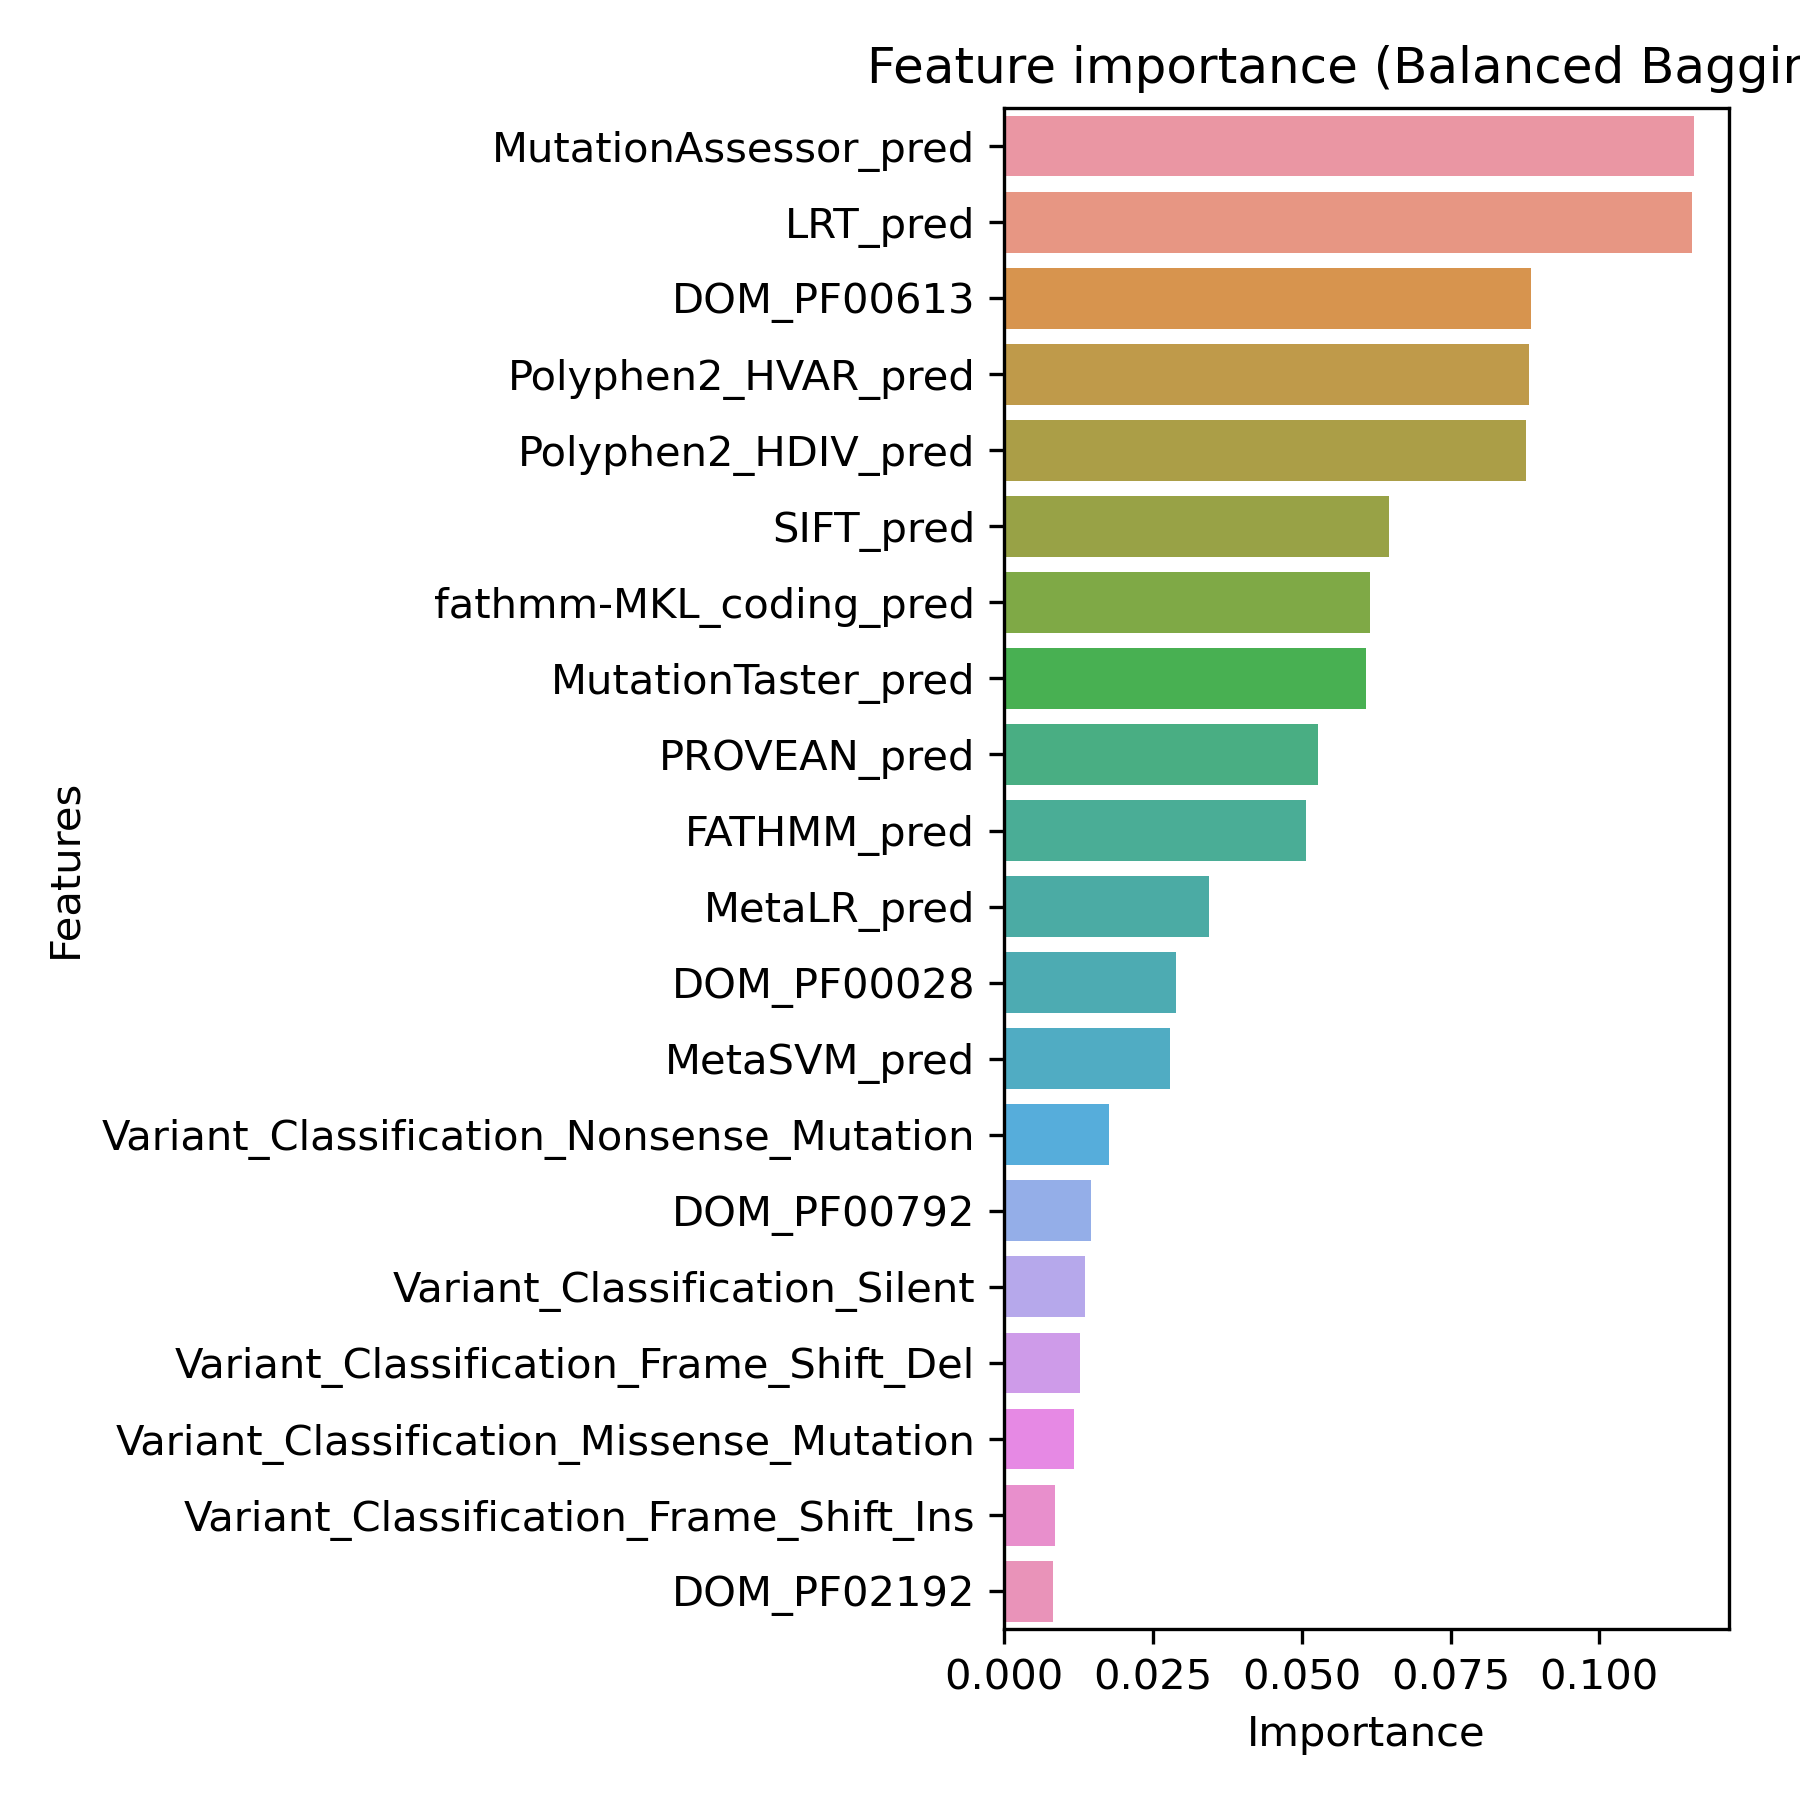 Feature importance (Balanced Baggin
MutationAssessor_pred
LRT_pred
DOM_PF00613
Polyphen2_HVAR_pred
Polyphen2_HDIV_pred
SIFT_pred
fathmm-MKL_coding_pred
MutationTaster_pred
PROVEAN_pred
FATHMM_pred
MetaLR_pred
DOM_PF00028
MetaSVM_pred
Variant_Classification_Nonsense_Mutation
DOM_PF00792
Variant_Classification_Silent
Variant_Classification_Frame_Shift_Del
Variant_Classification_Missense_Mutation
Variant_Classification_Frame_Shift_Ins
DOM_PF02192
Features
0.000 0.025 0.050 0.075 0.100
Importance